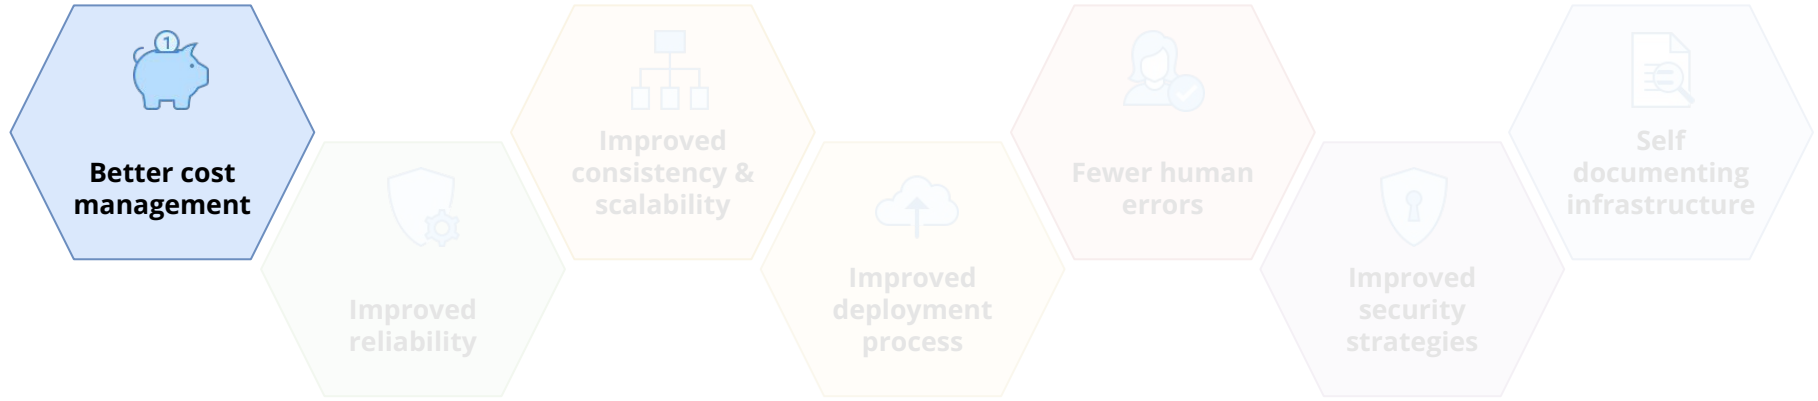 1
Better cost
management
Improved
reliability
Improved
consistency &
scalability
Improved
deployment
process
Fewer human
errors
Improved
security
strategies
Self
documenting
infrastructure